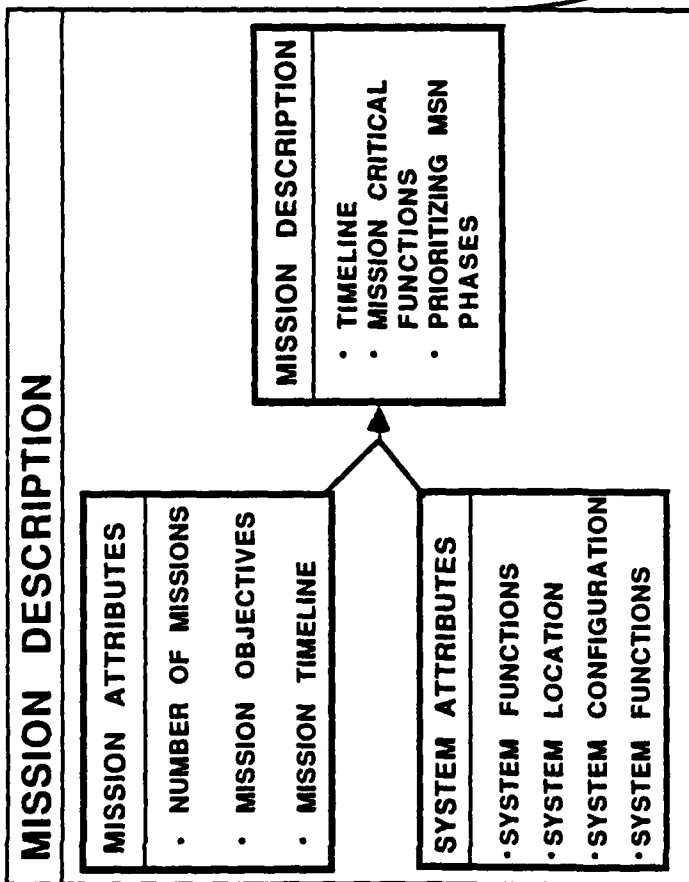 MISSION DESCRIPTION
MISSION ATTRIBUTES
· NUMBER OF MISSIONS
· MISSION OBJECTIVES
· MISSION TIMELINE
SYSTEM ATTRIBUTES
·SYSTEM FUNCTIONS
·SYSTEM LOCATION
·SYSTEM CONFIGURATION
·SYSTEM FUNCTIONS
MISSION DESCRIPTION
· TIMELINE
· MISSION CRITICAL
FUNCTIONS
· PRIORITIZING MSN
PHASES